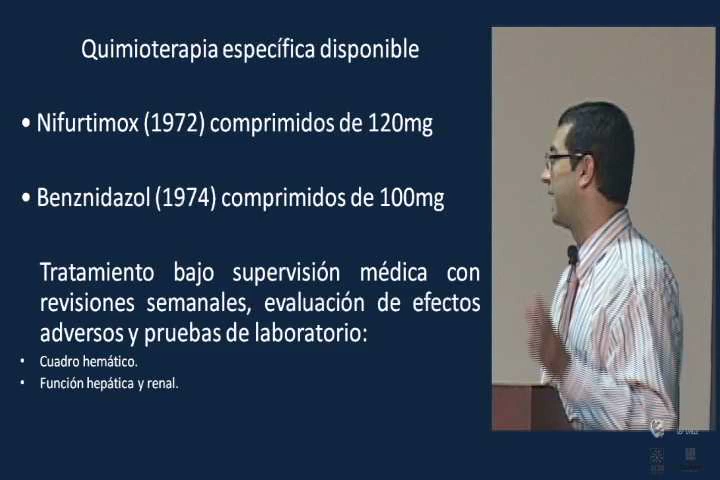 Quimioterapia específica disponible
• Nifurtimox (1972) comprimidos de 120mg
• Benznidazol (1974) comprimidos de 100mg
Tratamiento bajo supervisión médica con
revisiones semanales, evaluación de efectos
adversos y pruebas de laboratorio:
• Cuadro hemático.
• Función hepática y renal.